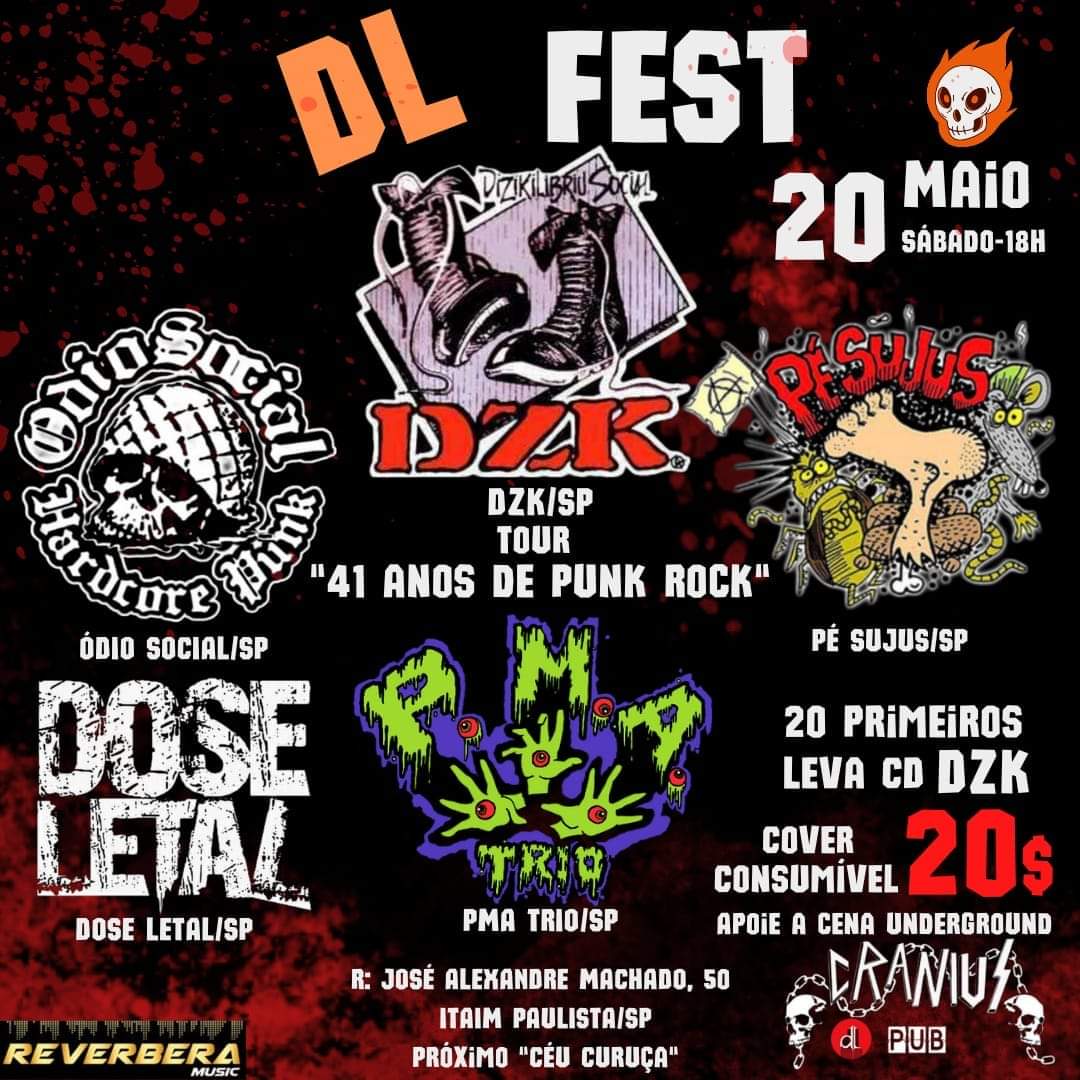 DL FEST
20 MAIO
SÁBADO-18H
DIZIKILIBRIU SOCIAL
DZK
DZK/SP
TOUR
"41 ANOS DE PUNK ROCK"
Odio Social
Hardcore Punk
ÓDIO SOCIAL/SP
PÉ SUJUS
PÉ SUJUS/SP
DOSE
LETAL
DOSE LETAL/SP
P.M.A
TRIO
PMA TRIO/SP
20 PRIMEIROS
LEVA CD DZK
COVER
CONSUMÍVEL 20$
APOIE A CENA UNDERGROUND
CRANIUS
dL PUB
R: JOSÉ ALEXANDRE MACHADO, 50
ITAIM PAULISTA/SP
PRÓXIMO "CÉU CURUÇA"
REVERBERA
MUSIC